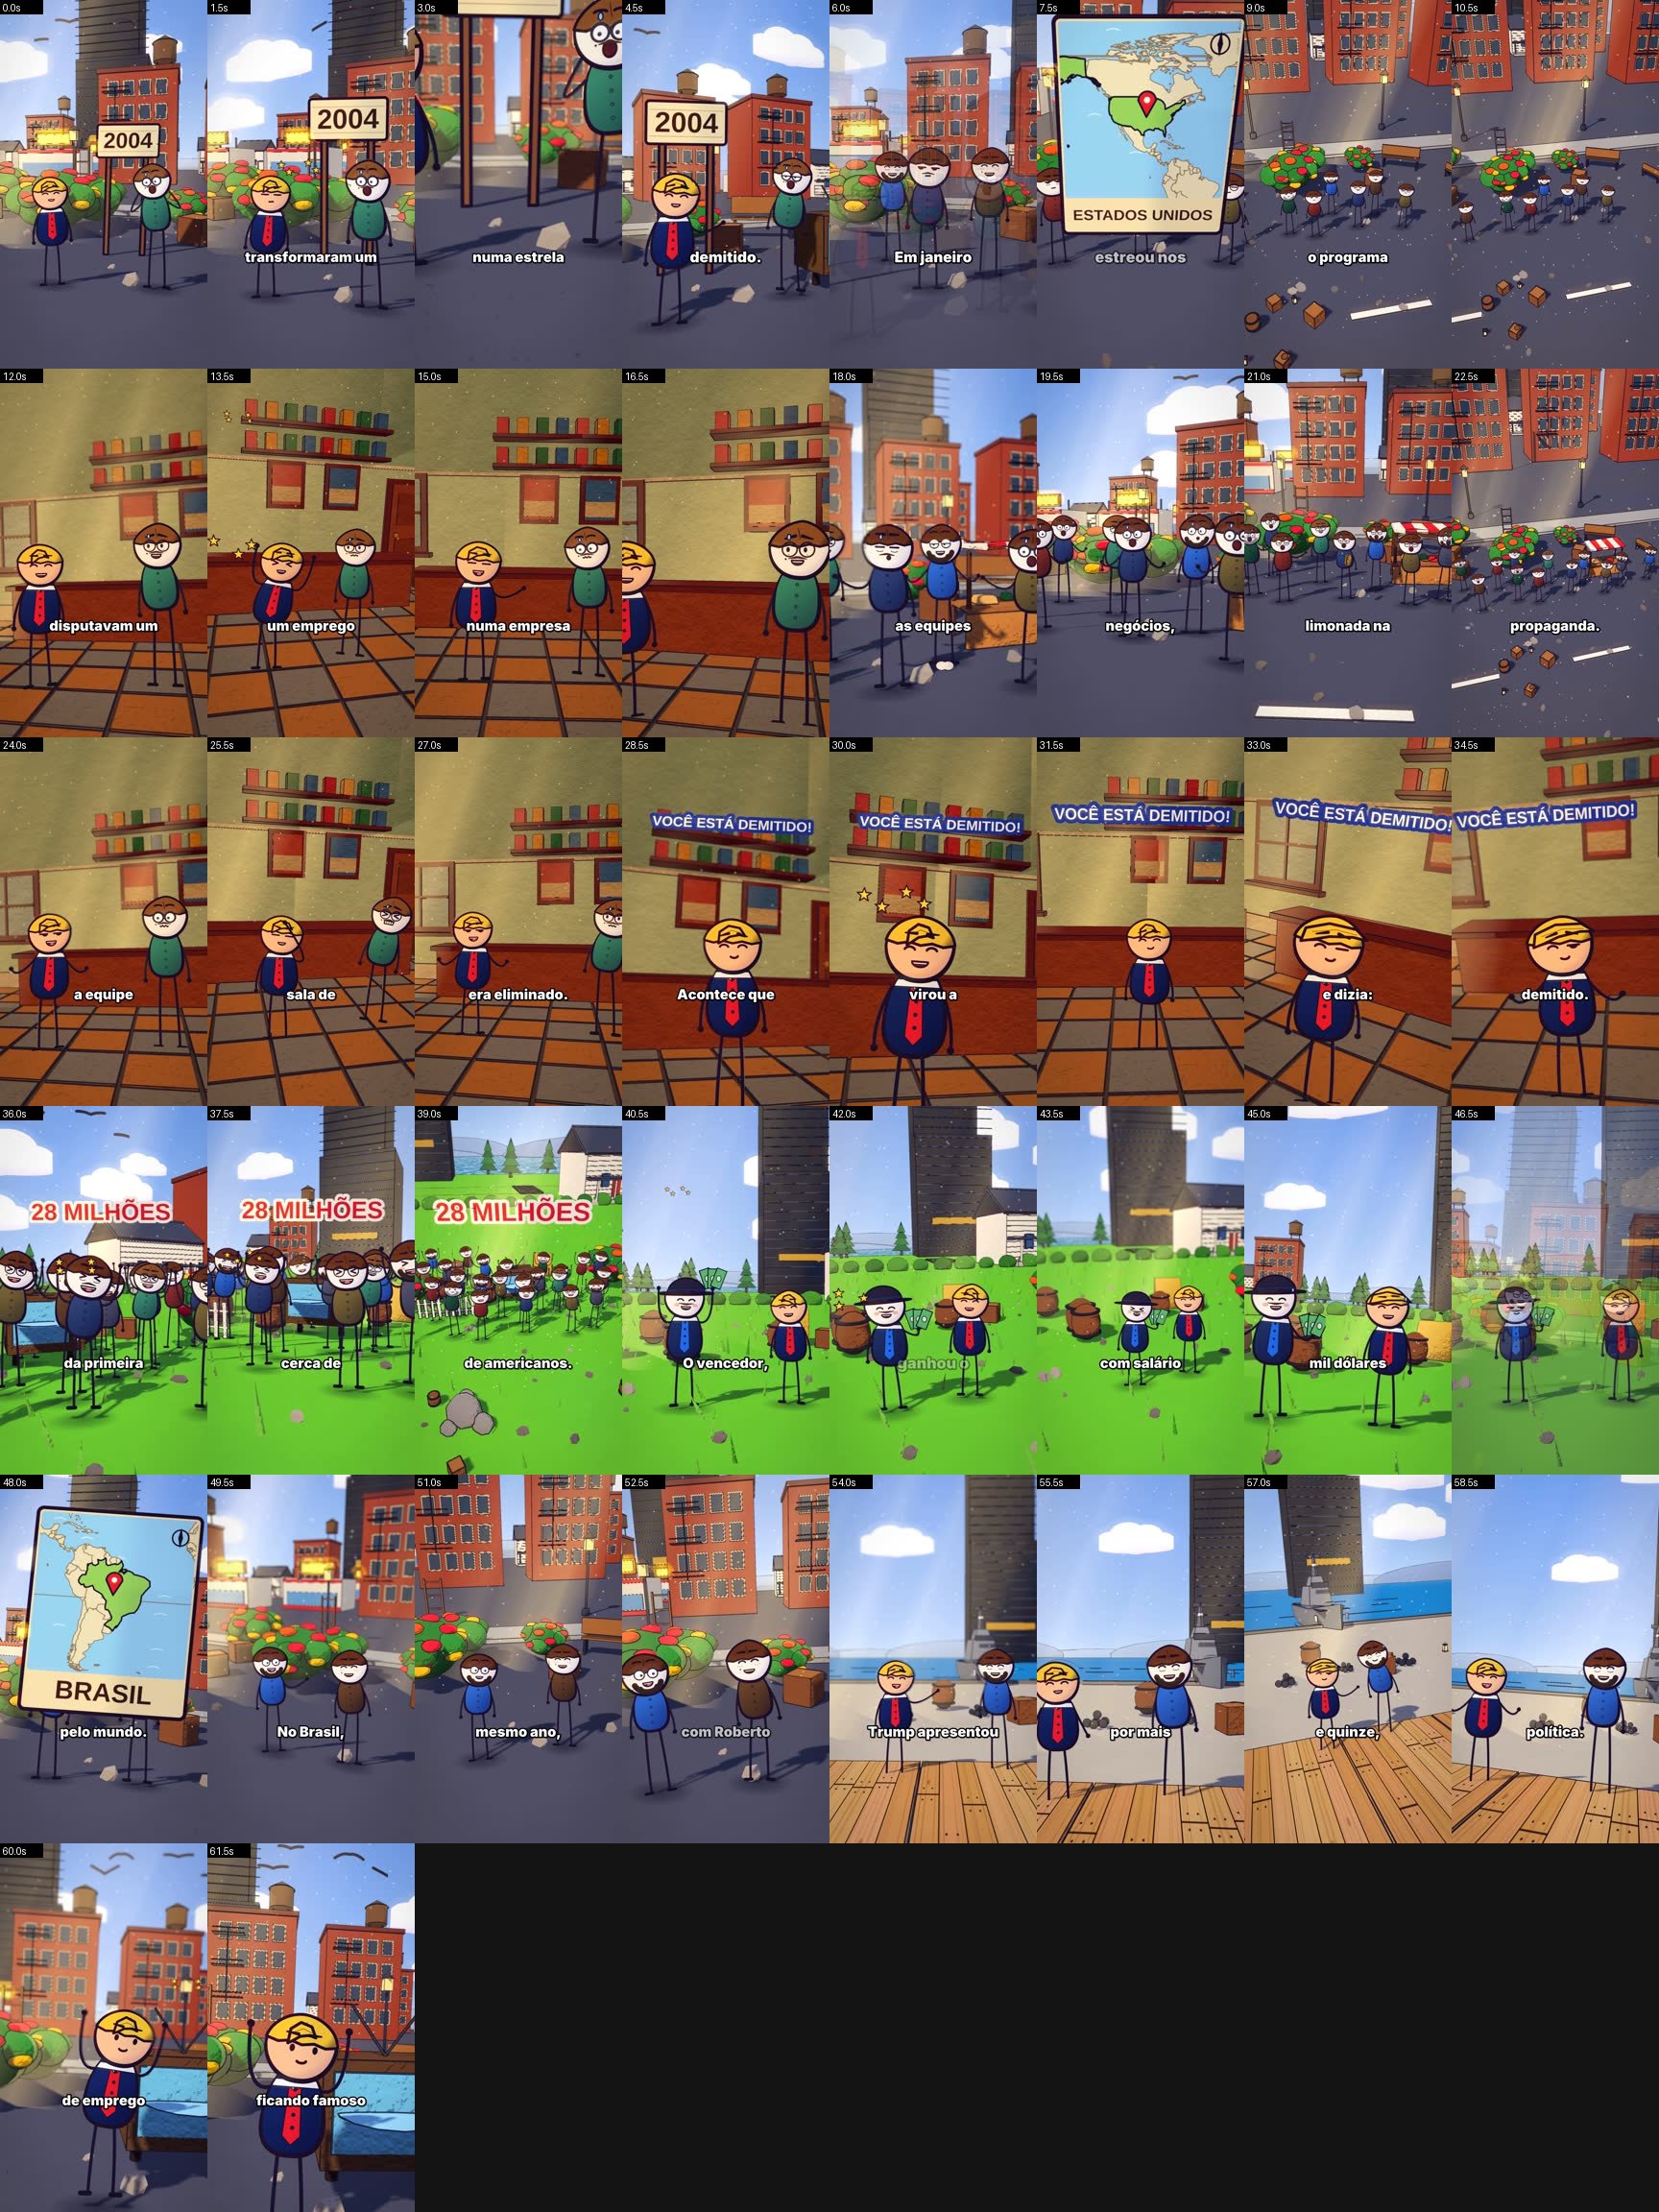 0.0s
1.5s
3.0s
4.5s
6.0s
7.5s
9.0s
10.5s
2004
2004
2004
ESTADOS UNIDOS
transformaram um
numa estrela
demitido.
Em janeiro
estreou nos
o programa
12.0s
13.5s
15.0s
16.5s
18.0s
19.5s
21.0s
22.5s
disputavam um
um emprego
numa empresa
as equipes
negócios,
limonada na
propaganda.
24.0s
25.5s
27.0s
28.5s
30.0s
31.5s
33.0s
34.5s
VOCÊ ESTÁ DEMITIDO!
VOCÊ ESTÁ DEMITIDO!
VOCÊ ESTÁ DEMITIDO!
VOCÊ ESTÁ DEMITIDO!
VOCÊ ESTÁ DEMITIDO!
a equipe
sala de
era eliminado.
Acontece que
virou a
e dizia:
demitido.
36.0s
37.5s
39.0s
40.5s
42.0s
43.5s
45.0s
46.5s
28 MILHÕES
28 MILHÕES
28 MILHÕES
da primeira
cerca de
de americanos.
O vencedor,
ganhou o
com salário
mil dólares
48.0s
49.5s
51.0s
52.5s
54.0s
55.5s
57.0s
58.5s
BRASIL
pelo mundo.
No Brasil,
mesmo ano,
com Roberto
Trump apresentou
por mais
e quinze,
política.
60.0s
61.5s
de emprego
ficando famoso